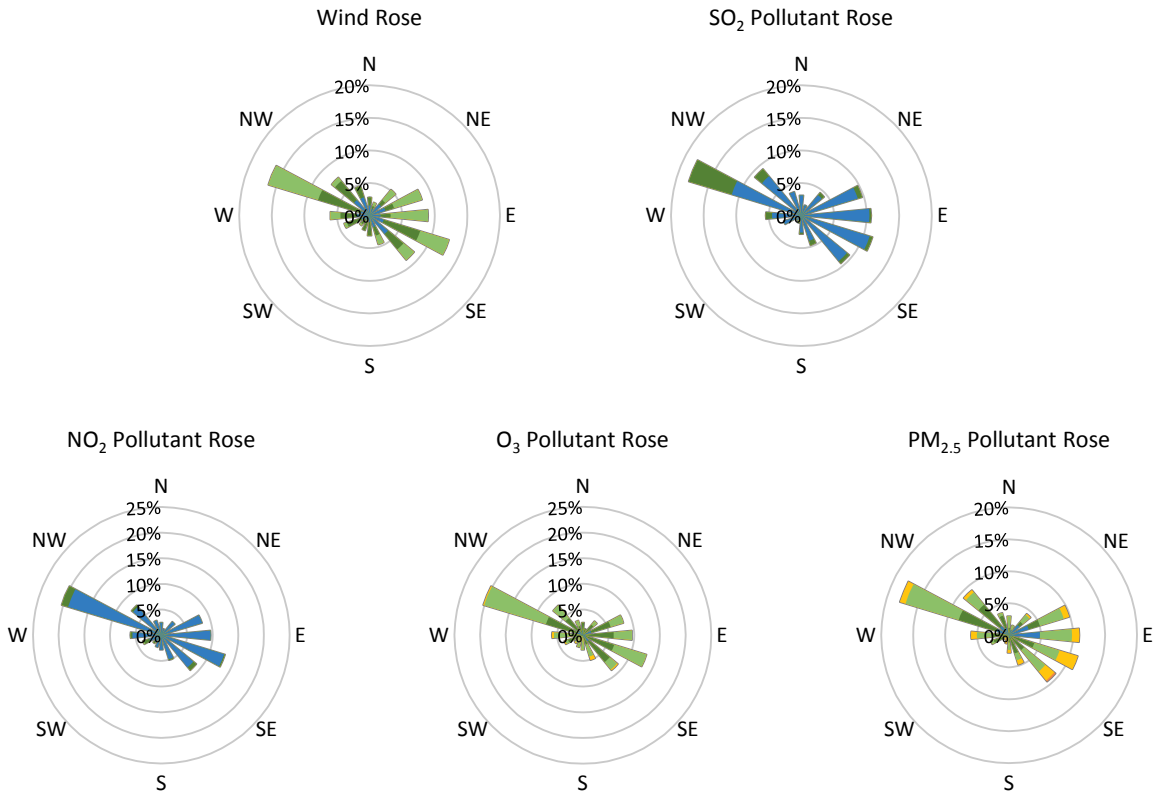 Wind Rose
N
20%
15%
10%
5%
0%
NW
NE
W
E
SW
SE
S
SO2 Pollutant Rose
N
20%
15%
10%
5%
0%
NW
NE
W
E
SW
SE
S
NO2 Pollutant Rose
N
25%
20%
15%
10%
5%
0%
NW
NE
W
E
SW
SE
S
O3 Pollutant Rose
N
25%
20%
15%
10%
5%
0%
NW
NE
W
E
SW
SE
S
PM2.5 Pollutant Rose
N
20%
15%
10%
5%
0%
NW
NE
W
E
SW
SE
S